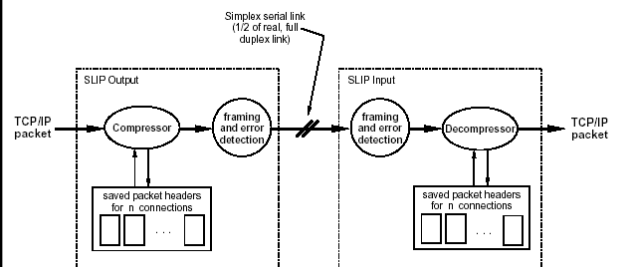 Simplex serial link
(1/2 of real, full
duplex link)
SLIP Output
SLIP Input
TCP/IP
packet
Compressor
framing
and error
detection
framing
and error
detection
Decompressor
TCP/IP
packet
saved packet headers
for n connections
. . .
saved packet headers
for n connections
. . .